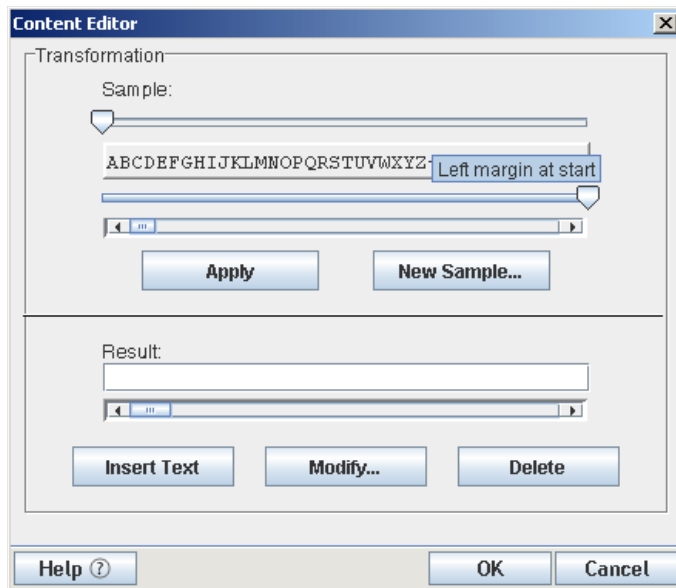 Content Editor
Transformation
Sample:
ABCDEFGHIJKLMNOPQRSTUVWXYZ
Left margin at start
Apply New Sample...
Result:
Insert Text Modify... Delete
Help ? OK Cancel